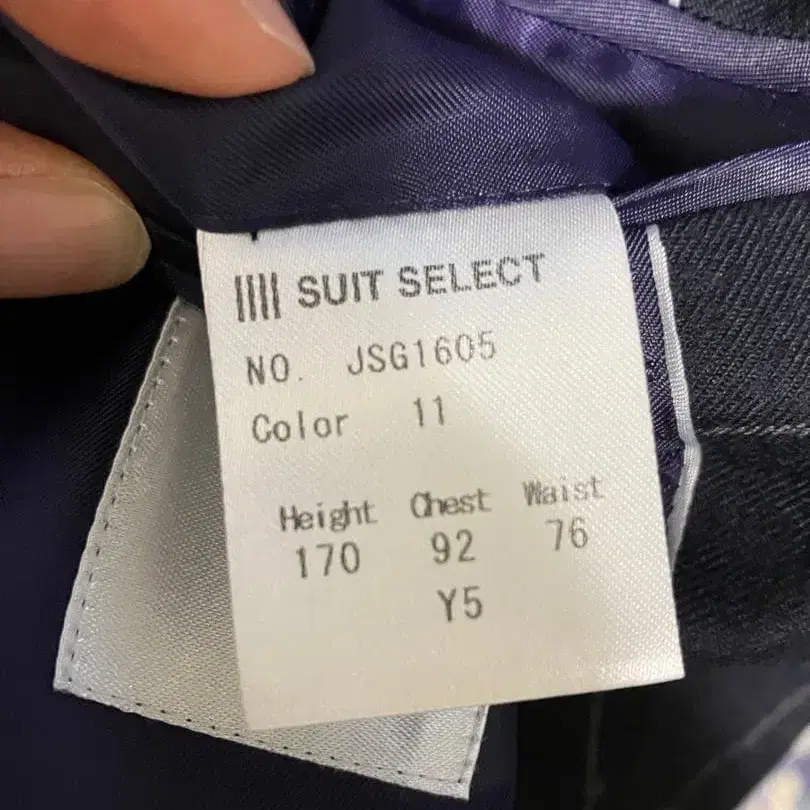 SUIT SELECT
NO. JSG1605
Color 11
Height Chest Waist
170 92 76
Y5